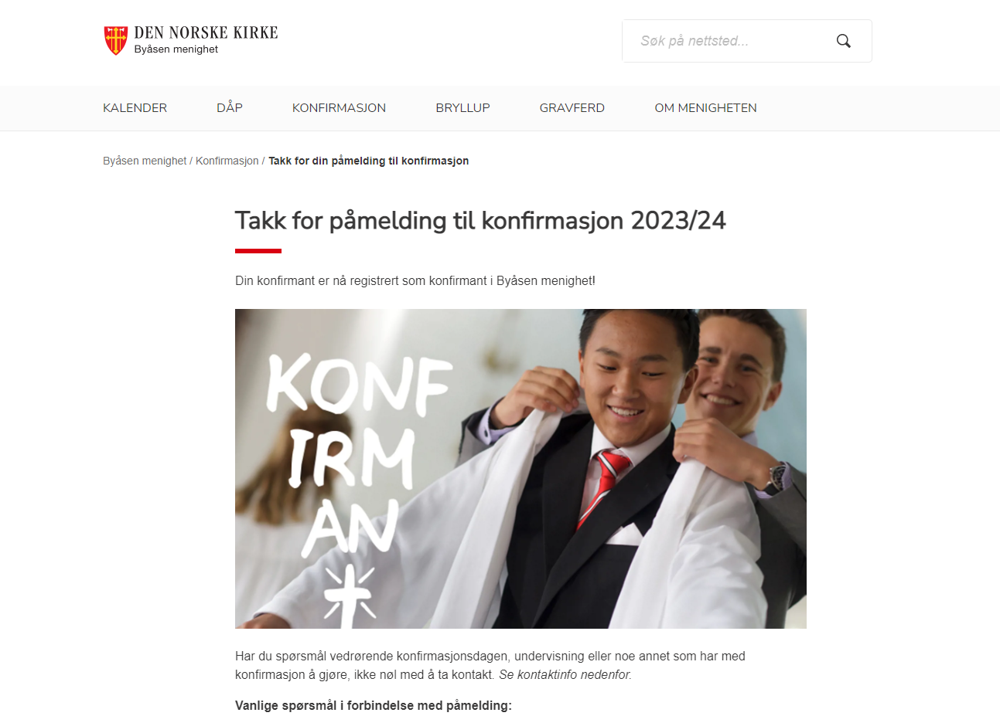 DEN NORSKE KIRKE
Byåsen menighet
Søk på nettsted...
KALENDER DÅP KONFIRMASJON BRYLLUP GRAVFERD OM MENIGHETEN
Byåsen menighet / Konfirmasjon / Takk for din påmelding til konfirmasjon
Takk for påmelding til konfirmasjon 2023/24
Din konfirmant er nå registrert som konfirmant i Byåsen menighet!
KONF
IRM
AN
Har du spørsmål vedrørende konfirmasjonsdagen, undervisning eller noe annet som har med
konfirmasjon å gjøre, ikke nøl med å ta kontakt. Se kontaktinfo nedenfor.
Vanlige spørsmål i forbindelse med påmelding: